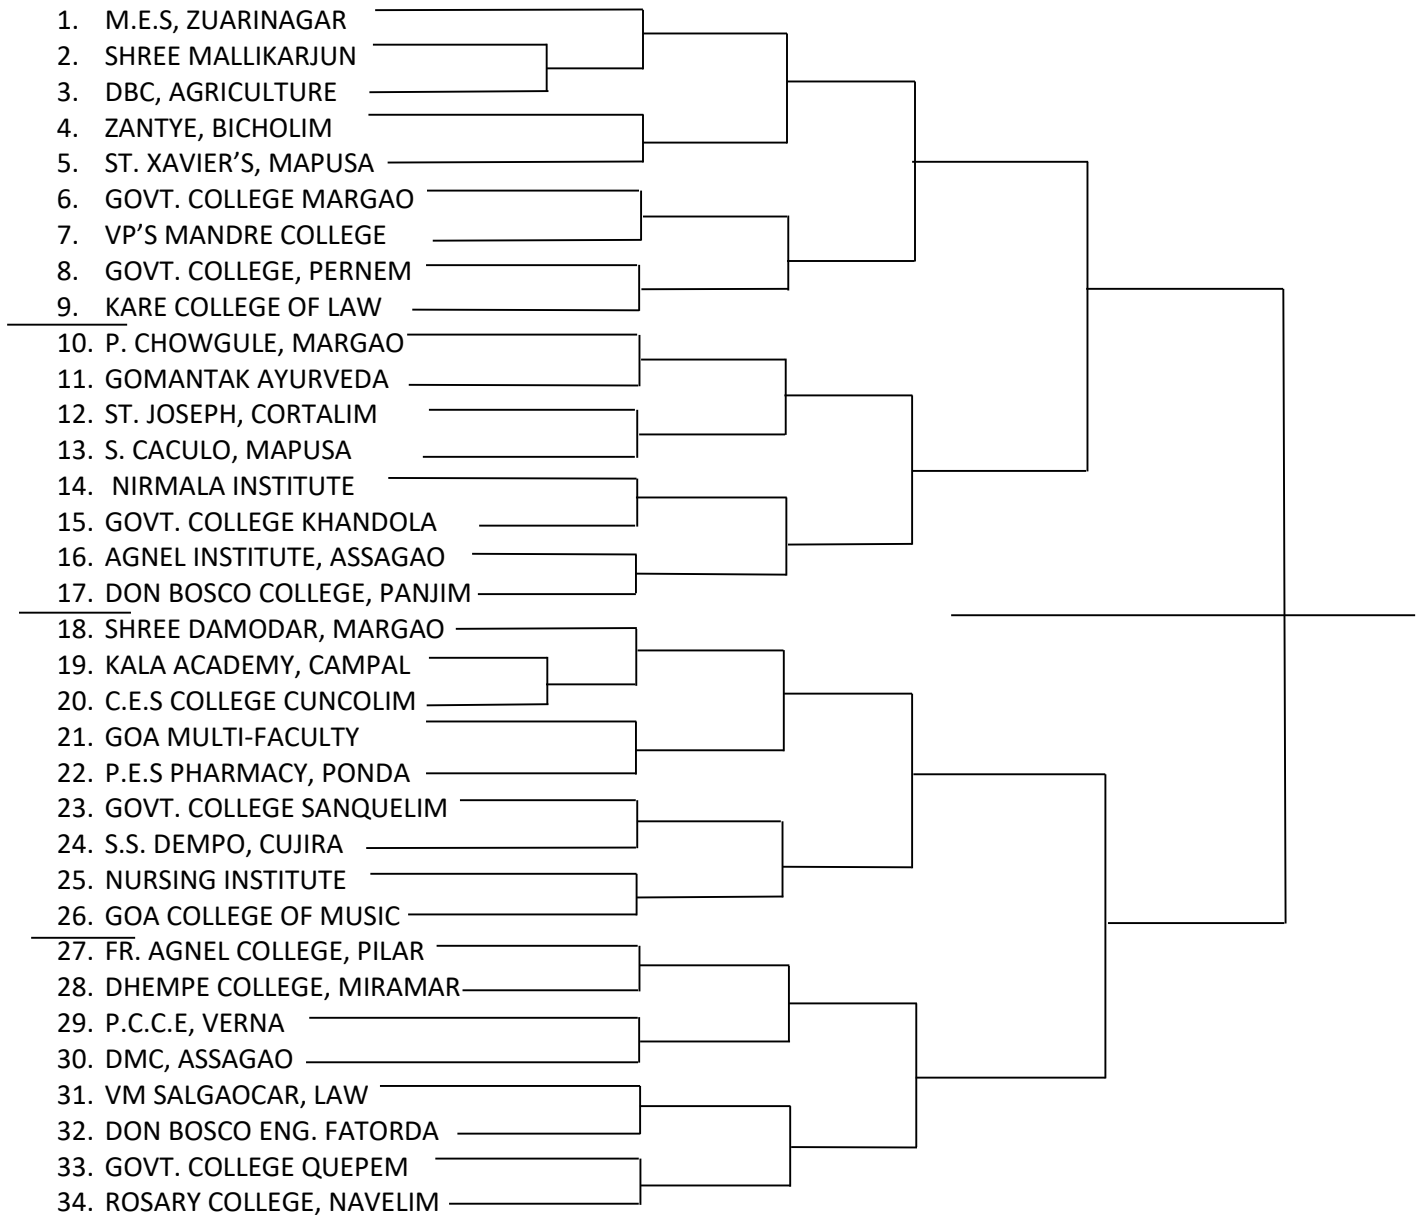 1. M.E.S, ZUARINAGAR
2. SHREE MALLIKARJUN
3. DBC, AGRICULTURE
4. ZANTYE, BICHOLIM
5. ST. XAVIER’S, MAPUSA
6. GOVT. COLLEGE MARGAO
7. VP’S MANDRE COLLEGE
8. GOVT. COLLEGE, PERNEM
9. KARE COLLEGE OF LAW
10. P. CHOWGULE, MARGAO
11. GOMANTAK AYURVEDA
12. ST. JOSEPH, CORTALIM
13. S. CACULO, MAPUSA
14. NIRMALA INSTITUTE
15. GOVT. COLLEGE KHANDOLA
16. AGNEL INSTITUTE, ASSAGAO
17. DON BOSCO COLLEGE, PANJIM
18. SHREE DAMODAR, MARGAO
19. KALA ACADEMY, CAMPAL
20. C.E.S COLLEGE CUNCOLIM
21. GOA MULTI-FACULTY
22. P.E.S PHARMACY, PONDA
23. GOVT. COLLEGE SANQUELIM
24. S.S. DEMPO, CUJIRA
25. NURSING INSTITUTE
26. GOA COLLEGE OF MUSIC
27. FR. AGNEL COLLEGE, PILAR
28. DHEMPE COLLEGE, MIRAMAR
29. P.C.C.E, VERNA
30. DMC, ASSAGAO
31. VM SALGAOCAR, LAW
32. DON BOSCO ENG. FATORDA
33. GOVT. COLLEGE QUEPEM
34. ROSARY COLLEGE, NAVELIM